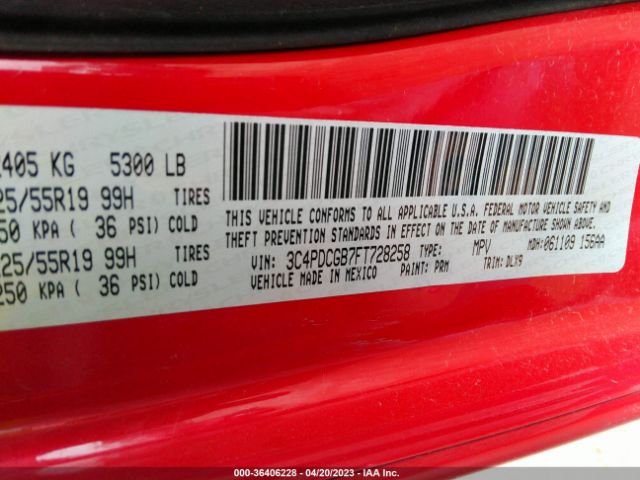 405 KG 5300 LB
25/55R19 99H TIRES
50 KPA ( 36 PSI) COLD
25/55R19 99H TIRES
250 KPA ( 36 PSI) COLD
THIS VEHICLE CONFORMS TO ALL APPLICABLE U.S.A. FEDERAL MOTOR VEHICLE SAFETY,
BUMPER, AND THEFT PREVENTION STANDARDS IN EFFECT ON THE DATE OF MANUFACTURE SHOWN ABOVE
VIN: 3C4PDCGB7FT728258 TYPE: MPV MDH: 061109 156AA
VEHICLE MADE IN MEXICO PAINT: PRM TRIM: DLX9
000-36406228 - 04/20/2023 - IAA Inc.